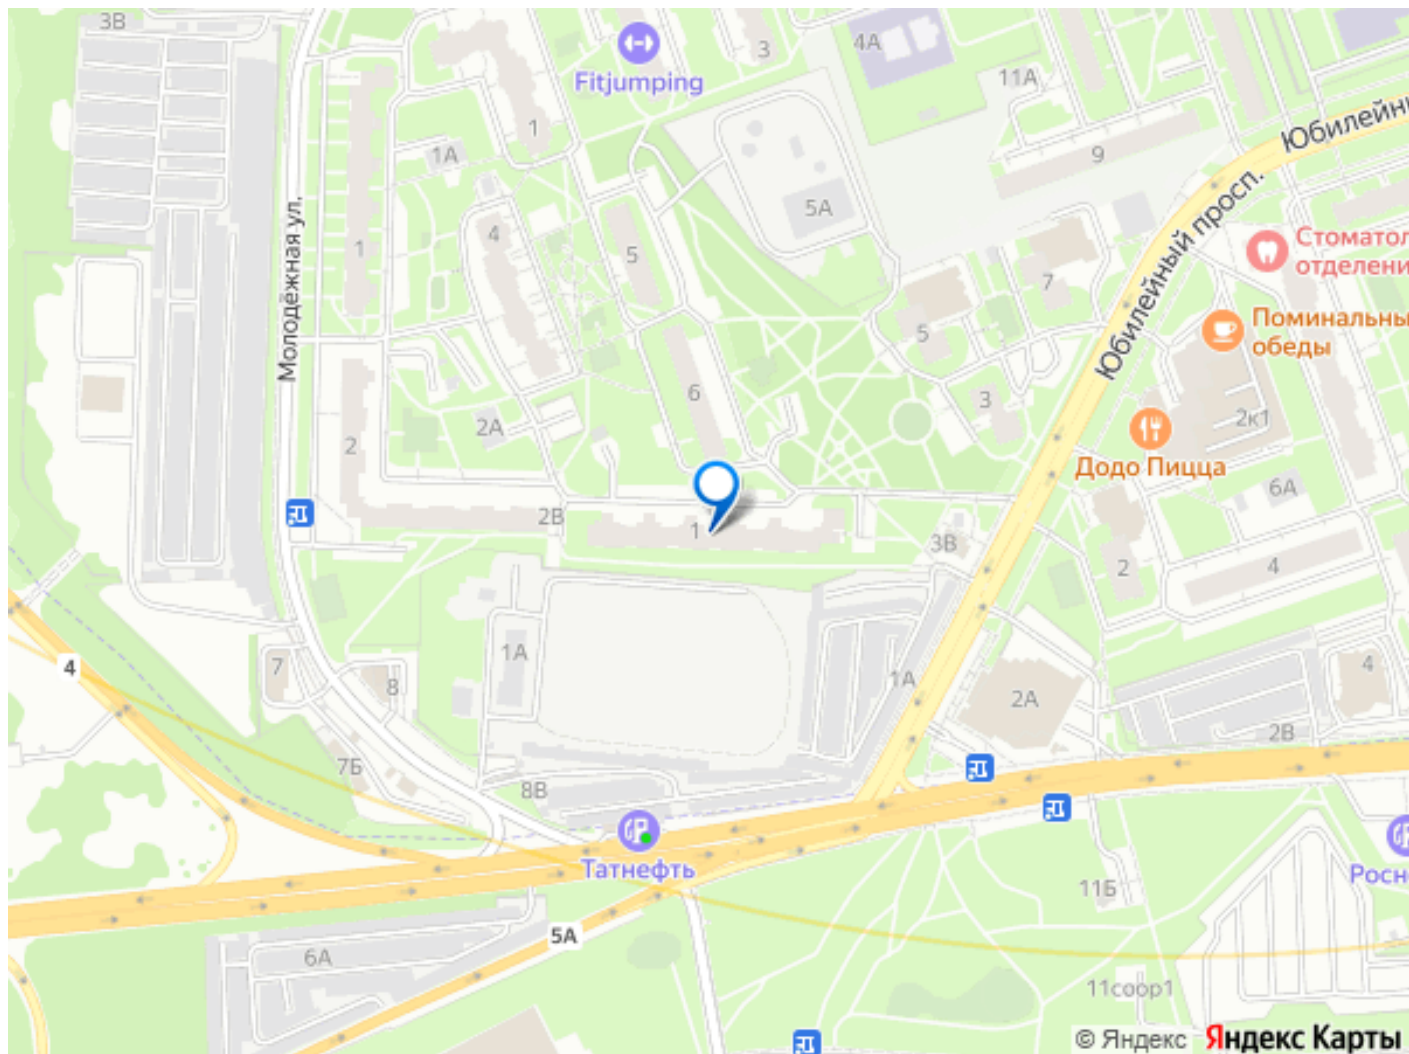 3В
3
4А
11А
Fitjumping
Юбилейны
1
1А
9
Юбилейный просп.
5А
Молодёжная ул.
1
4
5
7
Стоматол
отделени
Поминальны
обеды
5
6
3
2А
2
2к1
Додо Пицца
6А
2В
1
3В
2
4
1А
7
8
4
1А
2А
4
2В
7Б
8В
Татнефть
11Б
Росн
5А
6А
11соор1
© Яндекс
Яндекс Карты